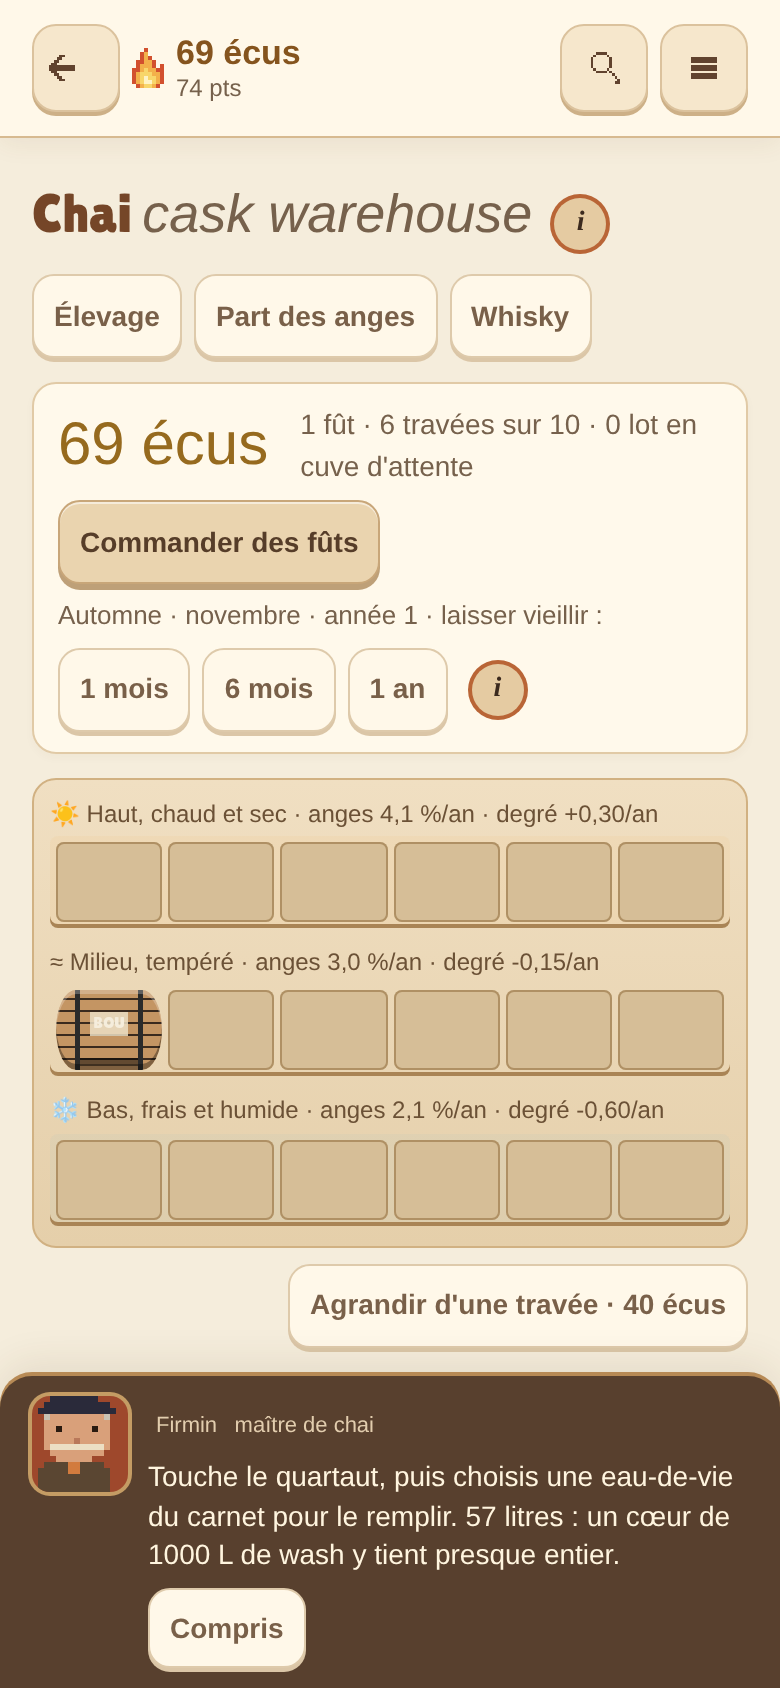 69 écus
74 pts
Chai cask warehouse i
Élevage Part des anges Whisky
69 écus
1 fût · 6 travées sur 10 · 0 lot en
cuve d'attente
Commander des fûts
Automne · novembre · année 1 · laisser vieillir :
1 mois 6 mois 1 an i
Haut, chaud et sec · anges 4,1 %/an · degré +0,30/an
≈ Milieu, tempéré · anges 3,0 %/an · degré -0,15/an
BOU
Bas, frais et humide · anges 2,1 %/an · degré -0,60/an
Agrandir d'une travée · 40 écus
Firmin maître de chai
Touche le quartaut, puis choisis une eau-de-vie
du carnet pour le remplir. 57 litres : un cœur de
1000 L de wash y tient presque entier.
Compris